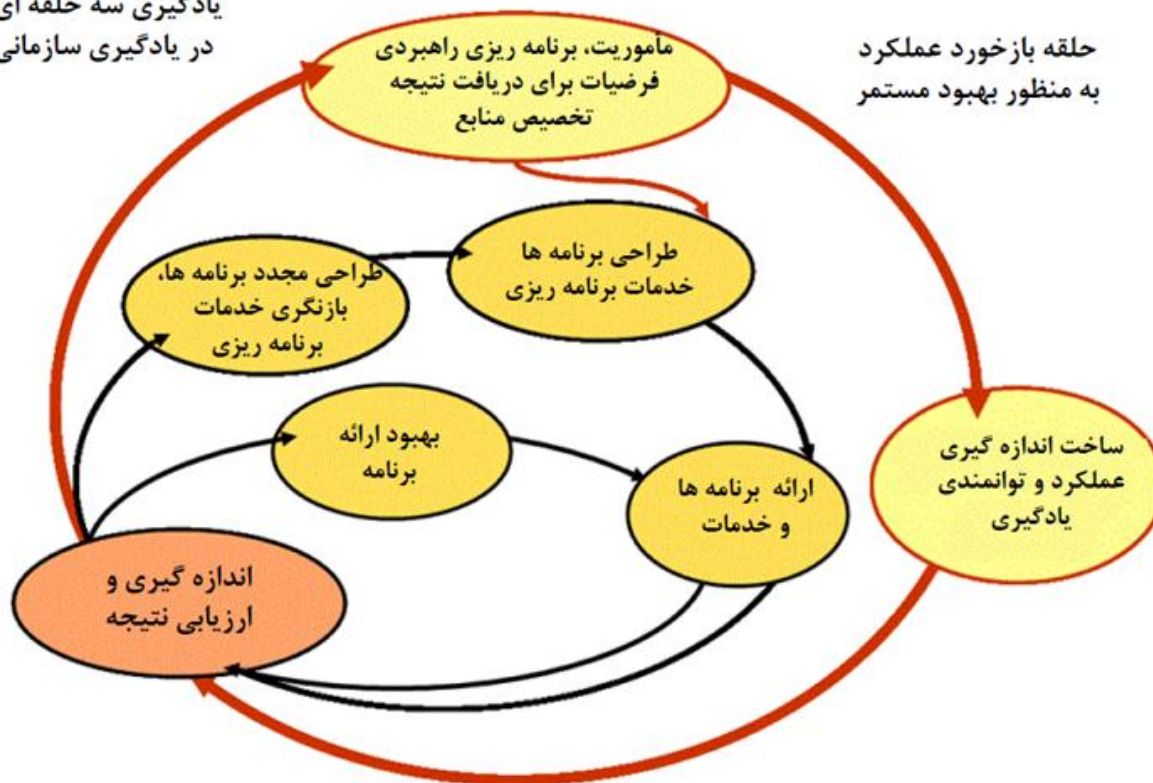 یادگیری سه حلقه ای
در یادگیری سازمانی
حلقه بازخورد عملکرد
به منظور بهبود مستمر
مأموریت، برنامه ریزی راهبردی
فرضیات برای دریافت نتیجه
تخصیص منابع
طراحی برنامه ها
خدمات برنامه ریزی
طراحی مجدد برنامه ها،
بازنگری خدمات
برنامه ریزی
بهبود ارائه
برنامه
ارائه برنامه ها
و خدمات
ساخت اندازه گیری
عملکرد و توانمندی
یادگیری
اندازه گیری و
ارزیابی نتیجه